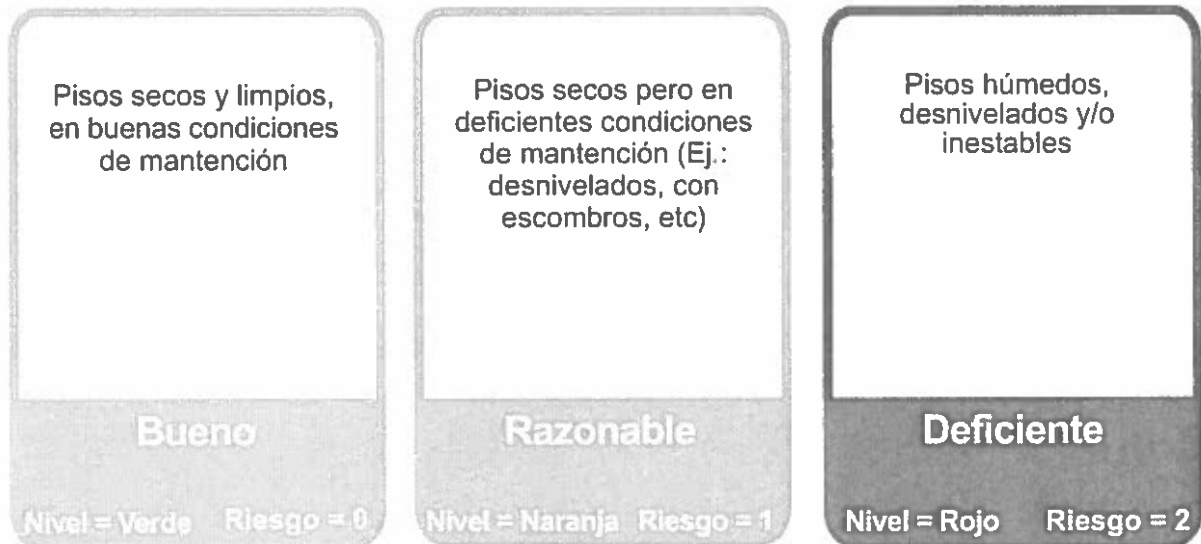 Pisos secos y limpios,
en buenas condiciones
de mantención
Bueno
Nivel = Verde Riesgo = 0
Pisos secos pero en
deficientes condiciones
de mantención (Ej.:
desnivelados, con
escombros, etc)
Razonable
Nivel = Naranja Riesgo = 1
Pisos húmedos,
desnivelados y/o
inestables
Deficiente
Nivel = Rojo Riesgo = 2